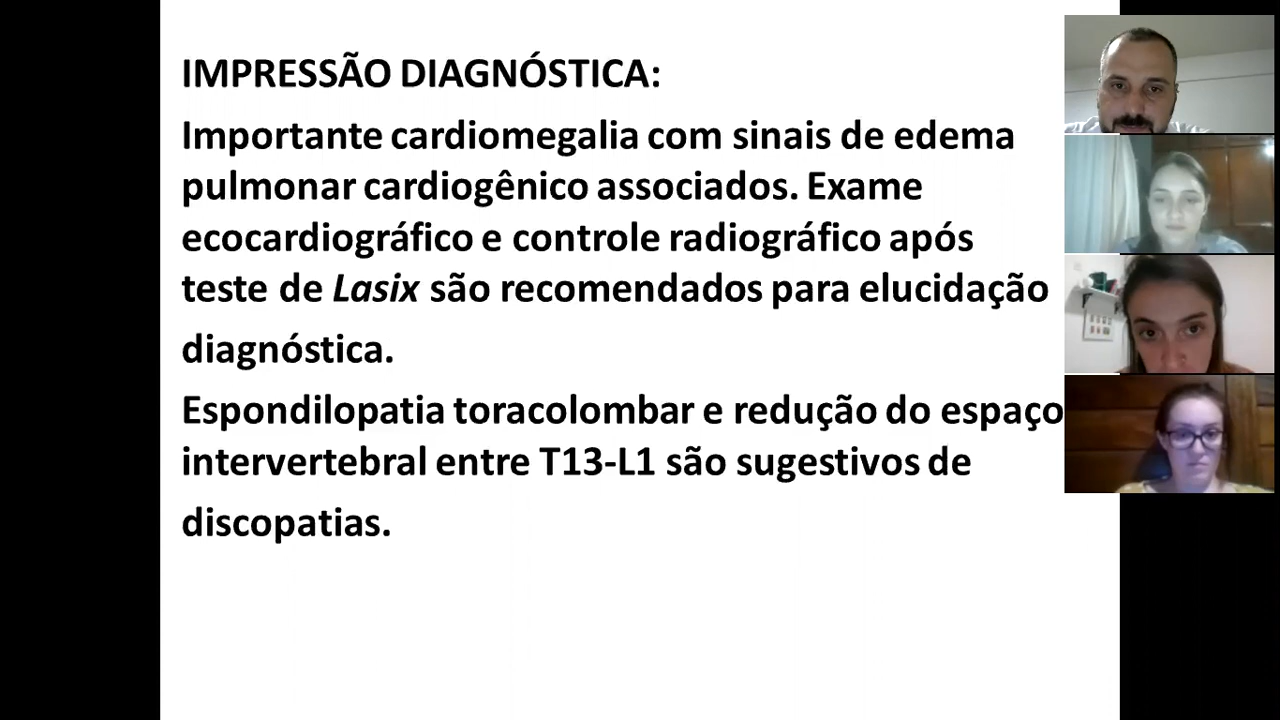 IMPRESSÃO DIAGNÓSTICA:
Importante cardiomegalia com sinais de edema
pulmonar cardiogênico associados. Exame
ecocardiográfico e controle radiográfico após
teste de Lasix são recomendados para elucidação
diagnóstica.
Espondilopatia toracolombar e redução do espaço
intervertebral entre T13-L1 são sugestivos de
discopatias.